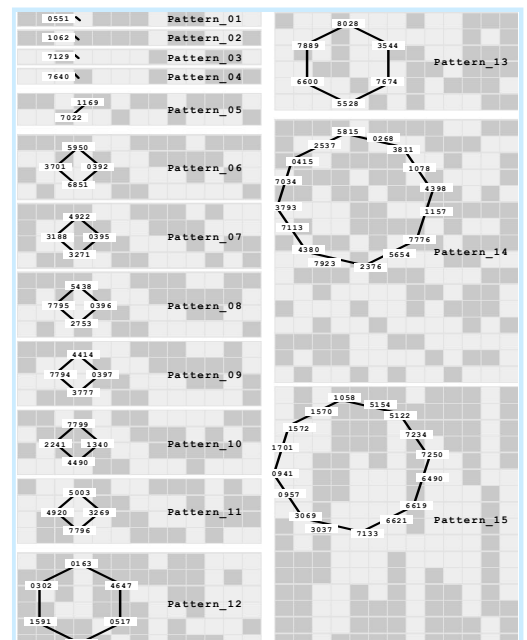 0551 Pattern_01
1062 Pattern_02
7129 Pattern_03
7640 Pattern_04
1169
7022 Pattern_05
5950
3701 0392 Pattern_06
6851
4922
3188 0395 Pattern_07
3271
5438
7795 0396 Pattern_08
2753
4414
7794 0397 Pattern_09
3777
7799
2241 1340 Pattern_10
4490
5003
4920 3269 Pattern_11
7796
0163
0302 4647
Pattern_12
1591 0517
8028
7889 3544
Pattern_13
6600 7674
5528
5815
2537 0268
3811
0415
1078
7034 4398
3793 1157
7113
7776
4380 5654 Pattern_14
7923 2376
1058
1570 5154
5122
1572
7234
1701 7250
0941 6490
0957
6619
3069 6621 Pattern_15
3037 7133